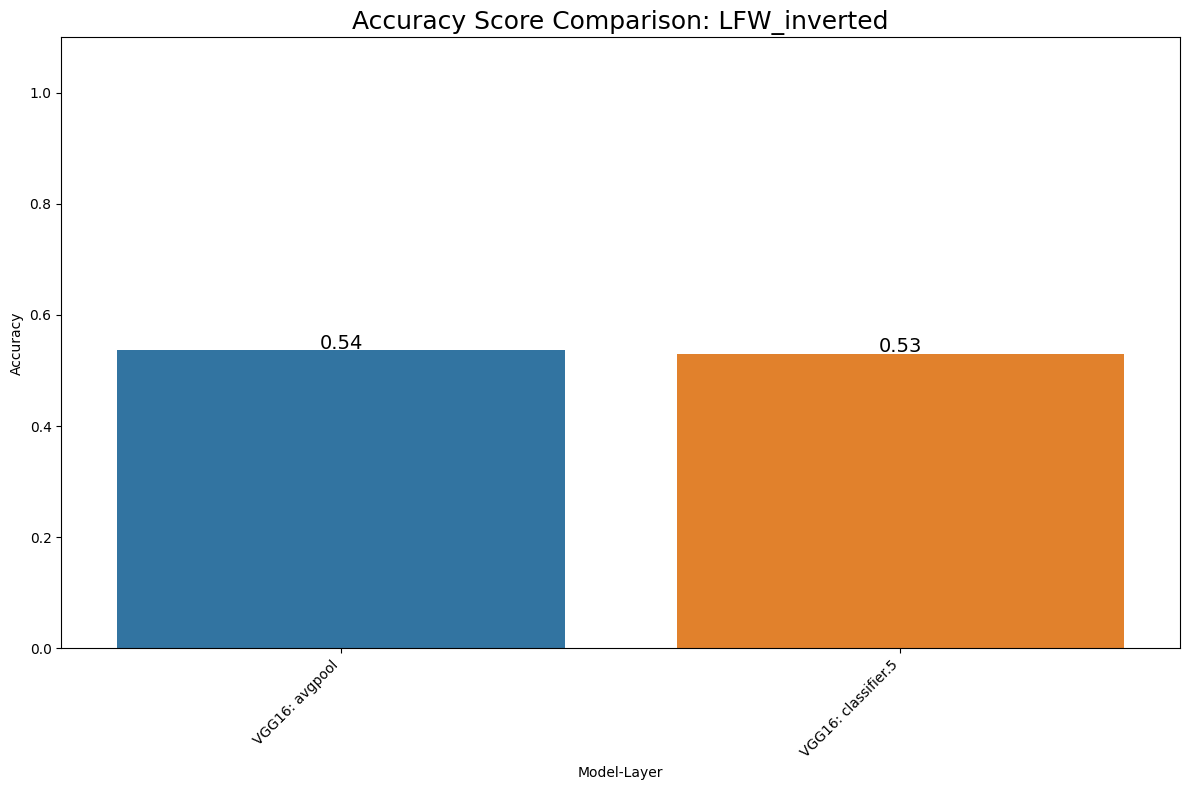 Accuracy Score Comparison: LFW_inverted
1.0
0.8
0.6
0.4
0.2
0.0
Accuracy
0.54
0.53
VGG16: avgpool
VGG16: classifier.5
Model-Layer